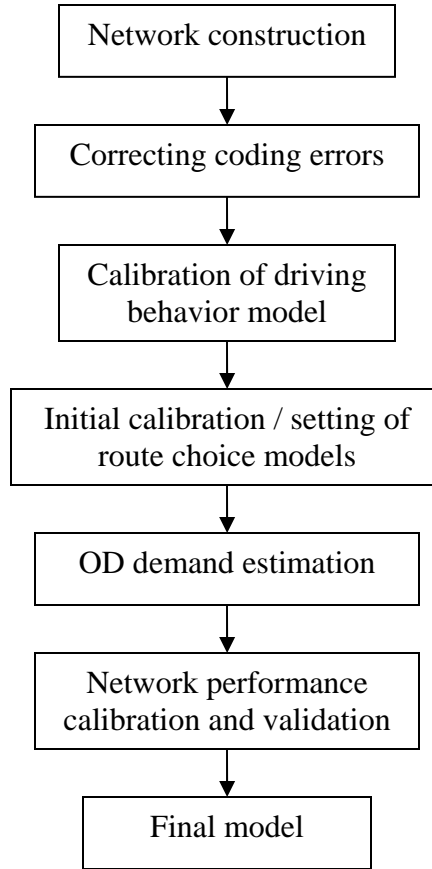 Network construction
Correcting coding errors
Calibration of driving
behavior model
Initial calibration / setting of
route choice models
OD demand estimation
Network performance
calibration and validation
Final model